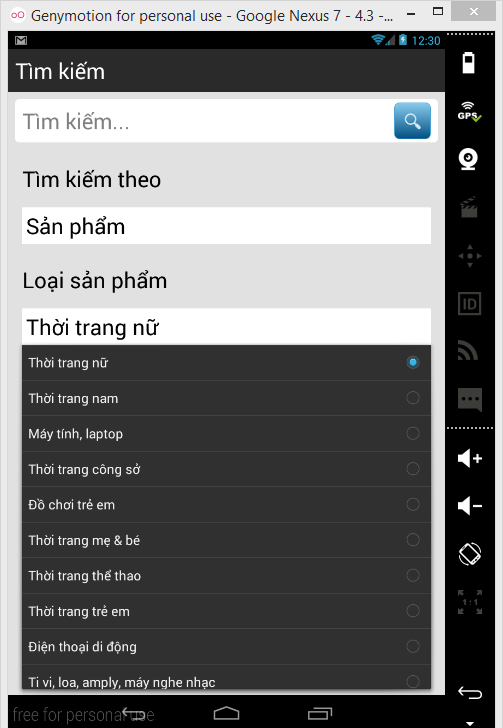 Genymotion for personal use - Google Nexus 7 - 4.3 -...
12:30
Tìm kiếm
Tìm kiếm...
GPS
Tìm kiếm theo
Sản phẩm
Loại sản phẩm
ID
Thời trang nữ
Thời trang nữ
Thời trang nam
Máy tính, laptop
Thời trang công sở
Đồ chơi trẻ em
Thời trang mẹ & bé
Thời trang thể thao
1:1
Thời trang trẻ em
Điện thoại di động
Ti vi, loa, amply, máy nghe nhạc
free for personal use